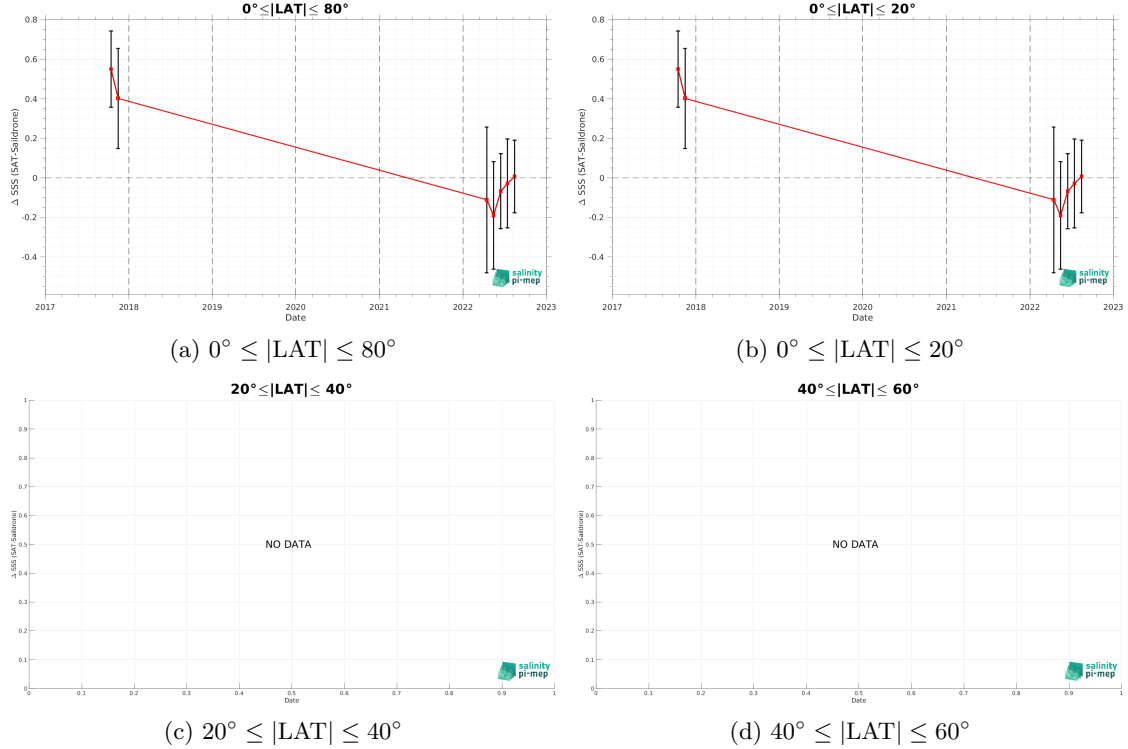 0°≤|LAT|≤ 80°
0.8
0.6
0.4
0.2
0
-0.2
-0.4
Δ SSS (SAT-Saildrone)
2017
2018
2019
2020
2021
2022
2023
Date
salinity
pi-mep
(a) 0° ≤ |LAT| ≤ 80°
0°≤|LAT|≤ 20°
0.8
0.6
0.4
0.2
0
-0.2
-0.4
Δ SSS (SAT-Saildrone)
2017
2018
2019
2020
2021
2022
2023
Date
salinity
pi-mep
(b) 0° ≤ |LAT| ≤ 20°
20°≤|LAT|≤ 40°
1
0.9
0.8
0.7
0.6
0.5
0.4
0.3
0.2
0.1
0
Δ SSS (SAT-Saildrone)
NO DATA
0
0.1
0.2
0.3
0.4
0.5
0.6
0.7
0.8
0.9
1
Date
salinity
pi-mep
(c) 20° ≤ |LAT| ≤ 40°
40°≤|LAT|≤ 60°
1
0.9
0.8
0.7
0.6
0.5
0.4
0.3
0.2
0.1
0
Δ SSS (SAT-Saildrone)
NO DATA
0
0.1
0.2
0.3
0.4
0.5
0.6
0.7
0.8
0.9
1
Date
salinity
pi-mep
(d) 40° ≤ |LAT| ≤ 60°